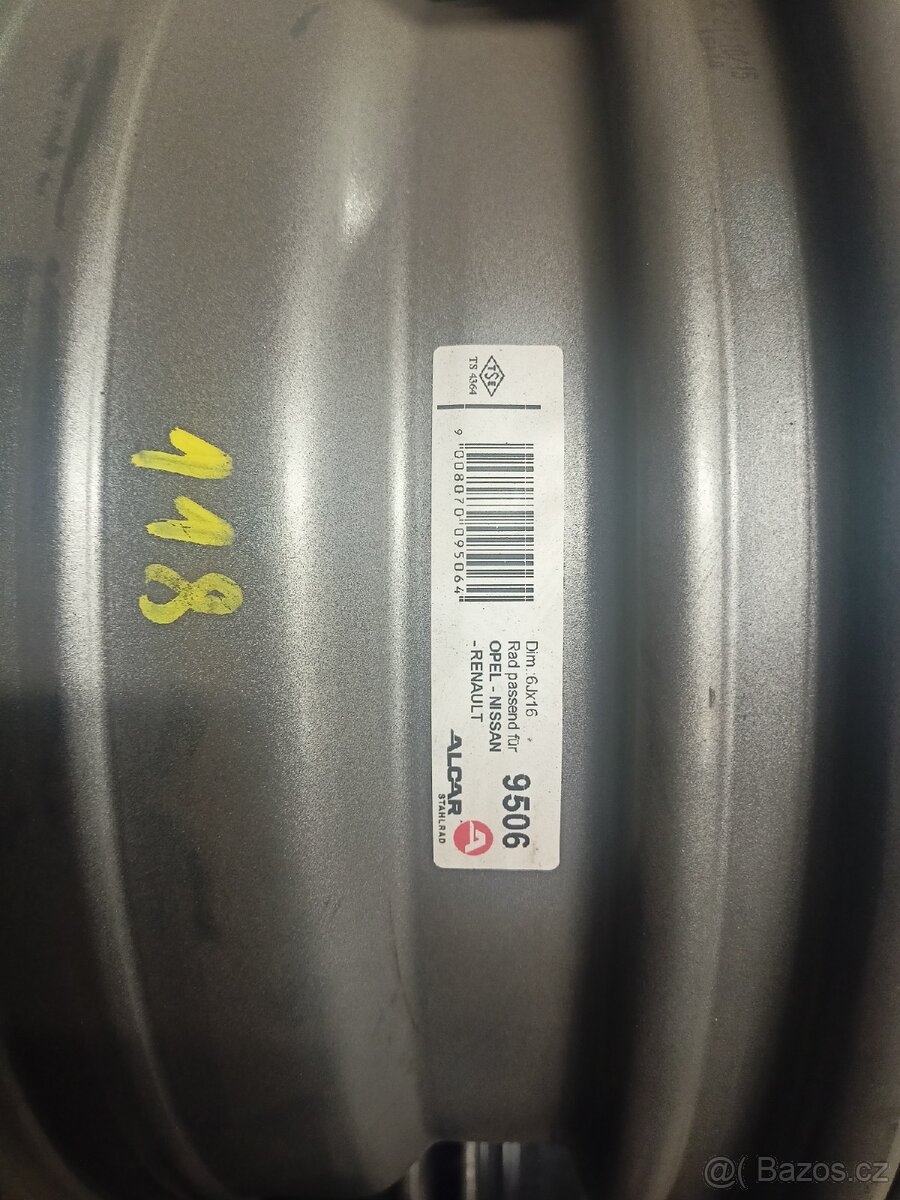 118
TSE
TS 4364
9 008070 095064
Dim.: 6Jx16
Rad passend für
OPEL - NISSAN
- RENAULT
9506
ALCAR
STAHLRAD
@( Bazos.cz